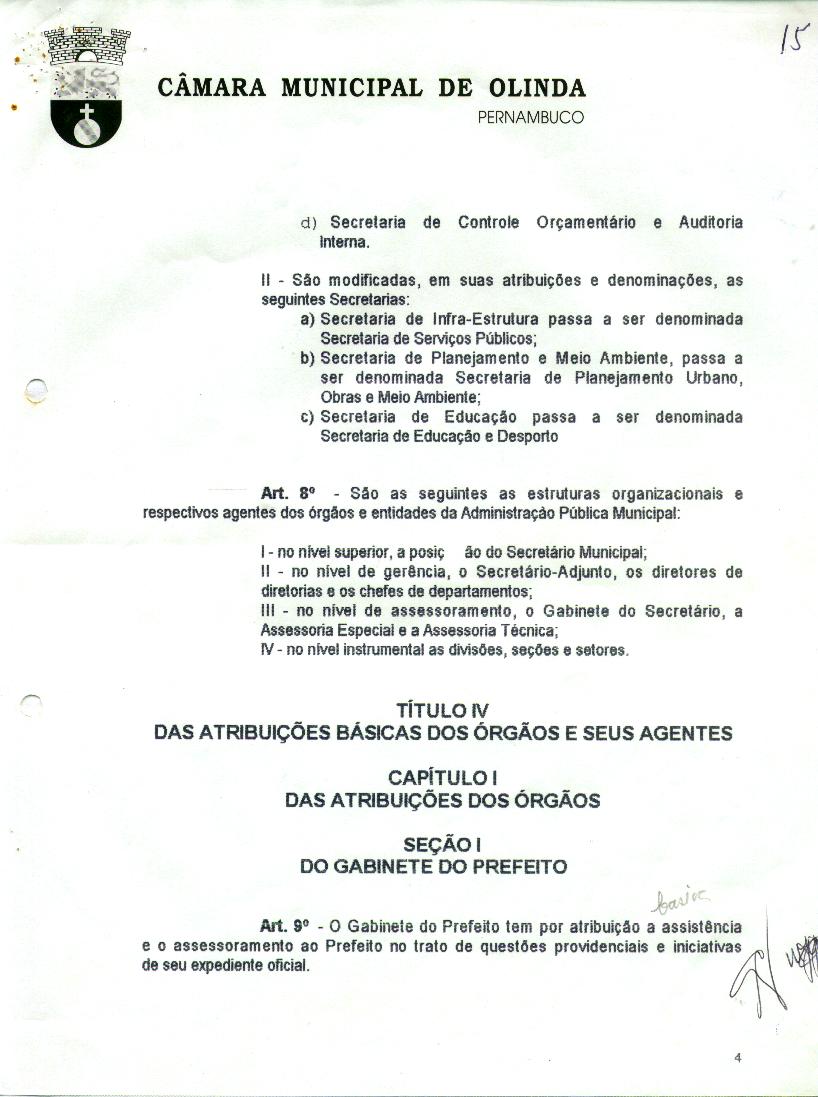 15
CÂMARA MUNICIPAL DE OLINDA
PERNAMBUCO
d) Secretaria de Controle Orçamentário e Auditoria
Interna.
II - São modificadas, em suas atribuições e denominações, as
seguintes Secretarias:
a) Secretaria de Infra-Estrutura passa a ser denominada
Secretaria de Serviços Públicos;
b) Secretaria de Planejamento e Meio Ambiente, passa a
ser denominada Secretaria de Planejamento Urbano,
Obras e Meio Ambiente;
c) Secretaria de Educação passa a ser denominada
Secretaria de Educação e Desporto
Art. 8º - São as seguintes as estruturas organizacionais e
respectivos agentes dos órgãos e entidades da Administração Pública Municipal:
I - no nível superior, a posiç ão do Secretário Municipal;
II - no nível de gerência, o Secretário-Adjunto, os diretores de
diretorias e os chefes de departamentos;
III - no nível de assessoramento, o Gabinete do Secretário, a
Assessoria Especial e a Assessoria Técnica;
IV - no nível instrumental as divisões, seções e setores.
TÍTULO IV
DAS ATRIBUIÇÕES BÁSICAS DOS ÓRGÃOS E SEUS AGENTES
CAPÍTULO I
DAS ATRIBUIÇÕES DOS ÓRGÃOS
SEÇÃO I
DO GABINETE DO PREFEITO
Art. 9º - O Gabinete do Prefeito tem por atribuição a assistência
e o assessoramento ao Prefeito no trato de questões providenciais e iniciativas
de seu expediente oficial.
4